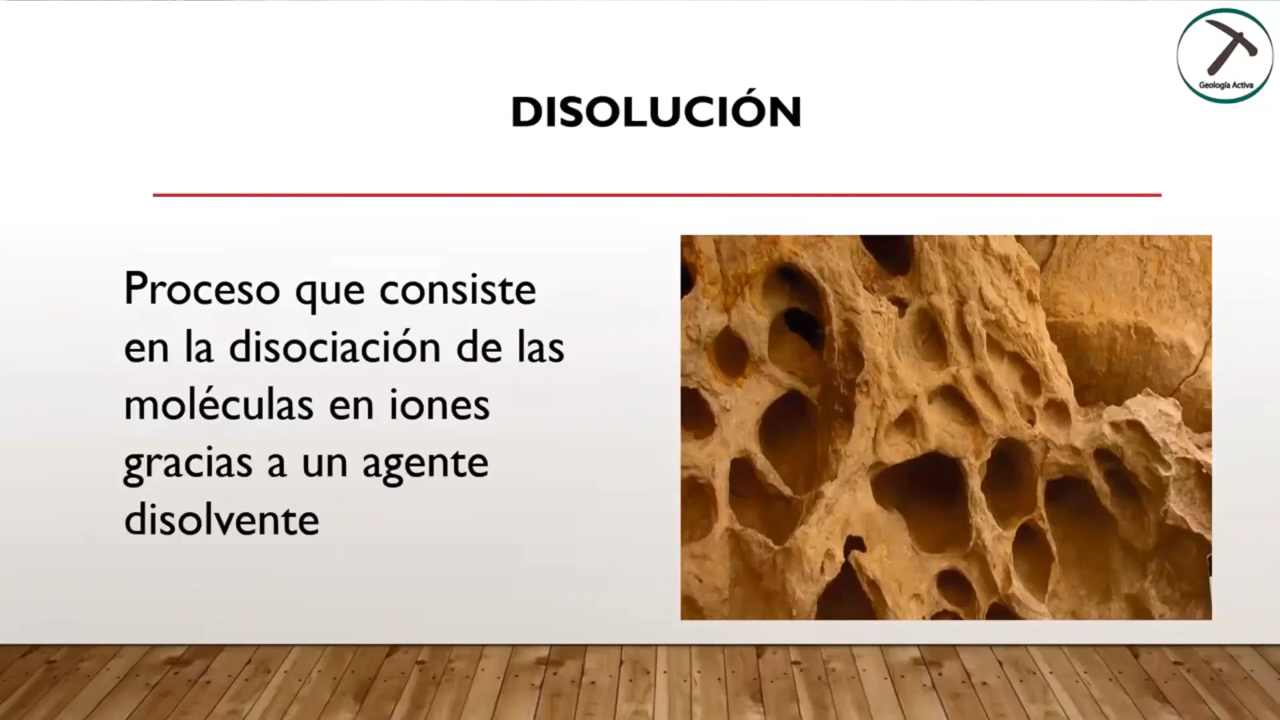 Geología Activa
DISOLUCIÓN
Proceso que consiste
en la disociación de las
moléculas en iones
gracias a un agente
disolvente